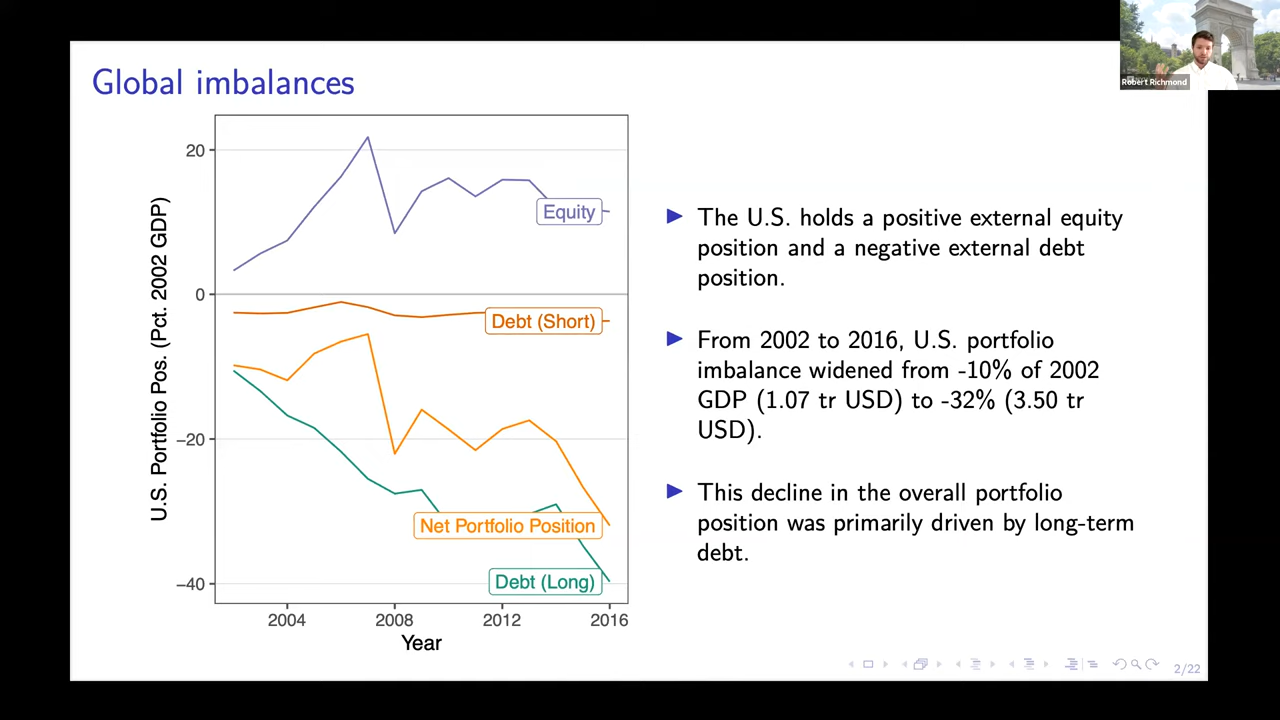 Robert Richmond
Global imbalances
U.S. Portfolio Pos. (Pct. 2002 GDP)
20
0
−20
−40
Equity
Debt (Short)
Net Portfolio Position
Debt (Long)
2004
2008
2012
2016
Year
The U.S. holds a positive external equity
position and a negative external debt
position.
From 2002 to 2016, U.S. portfolio
imbalance widened from -10% of 2002
GDP (1.07 tr USD) to -32% (3.50 tr
USD).
This decline in the overall portfolio
position was primarily driven by long-term
debt.
2/22